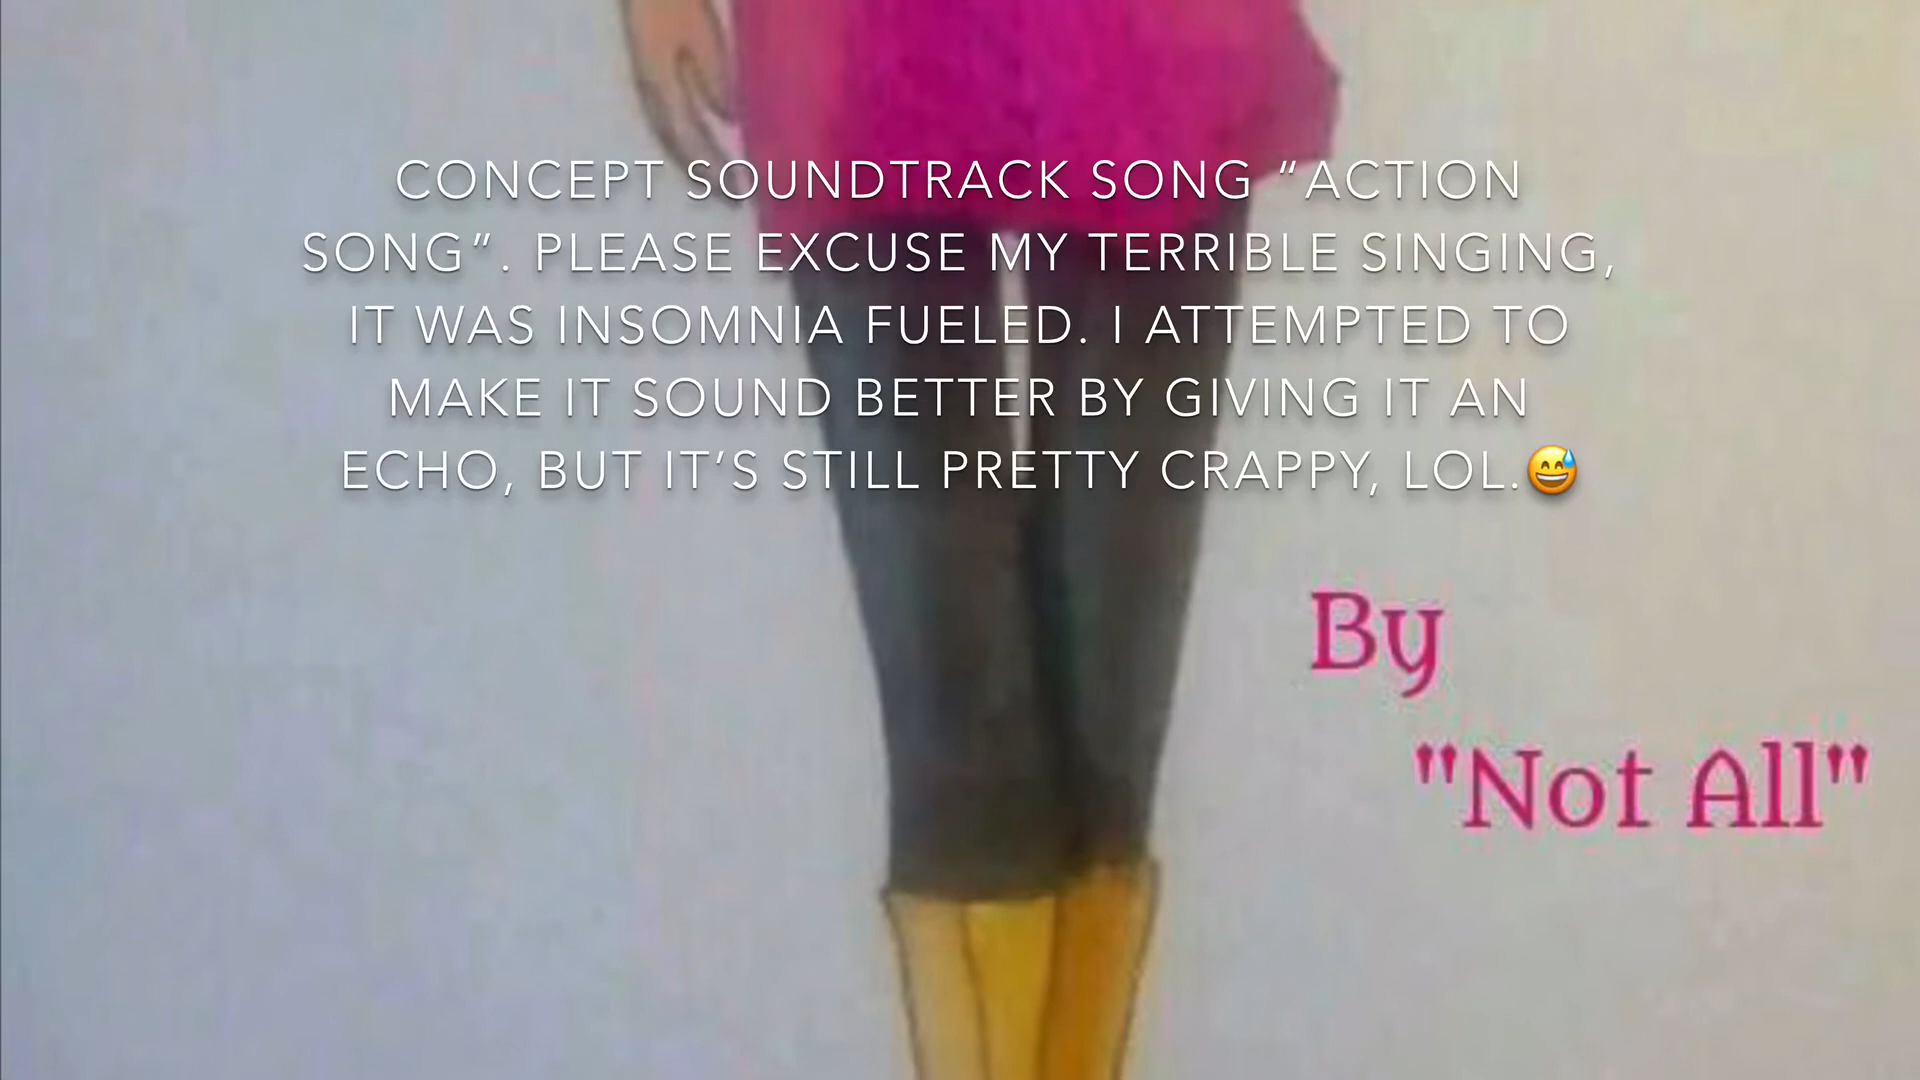 CONCEPT SOUNDTRACK SONG “ACTION
SONG”. PLEASE EXCUSE MY TERRIBLE SINGING,
IT WAS INSOMNIA FUELED. I ATTEMPTED TO
MAKE IT SOUND BETTER BY GIVING IT AN
ECHO, BUT IT’S STILL PRETTY CRAPPY, LOL.😅
By
"Not All"